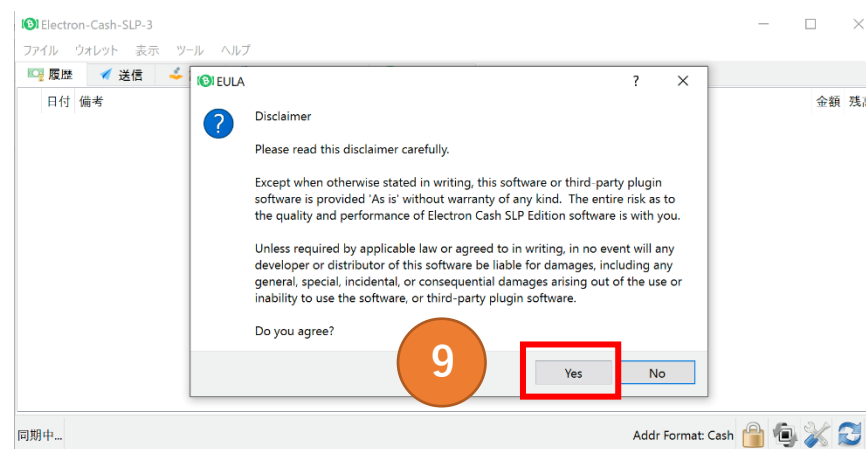 Electron-Cash-SLP-3
ファイル ウォレット 表示 ツール ヘルプ
履歴 送信
EULA
日付 備考 金額
Disclaimer
Please read this disclaimer carefully.
Except when otherwise stated in writing, this software or third-party plugin
software is provided 'As is' without warranty of any kind. The entire risk as to
the quality and performance of Electron Cash SLP Edition software is with you.
Unless required by applicable law or agreed to in writing, in no event will any
developer or distributor of this software be liable for damages, including any
general, special, incidental, or consequential damages arising out of the use or
inability to use the software, or third-party plugin software.
Do you agree?
9
Yes No
同期中... Addr Format: Cash